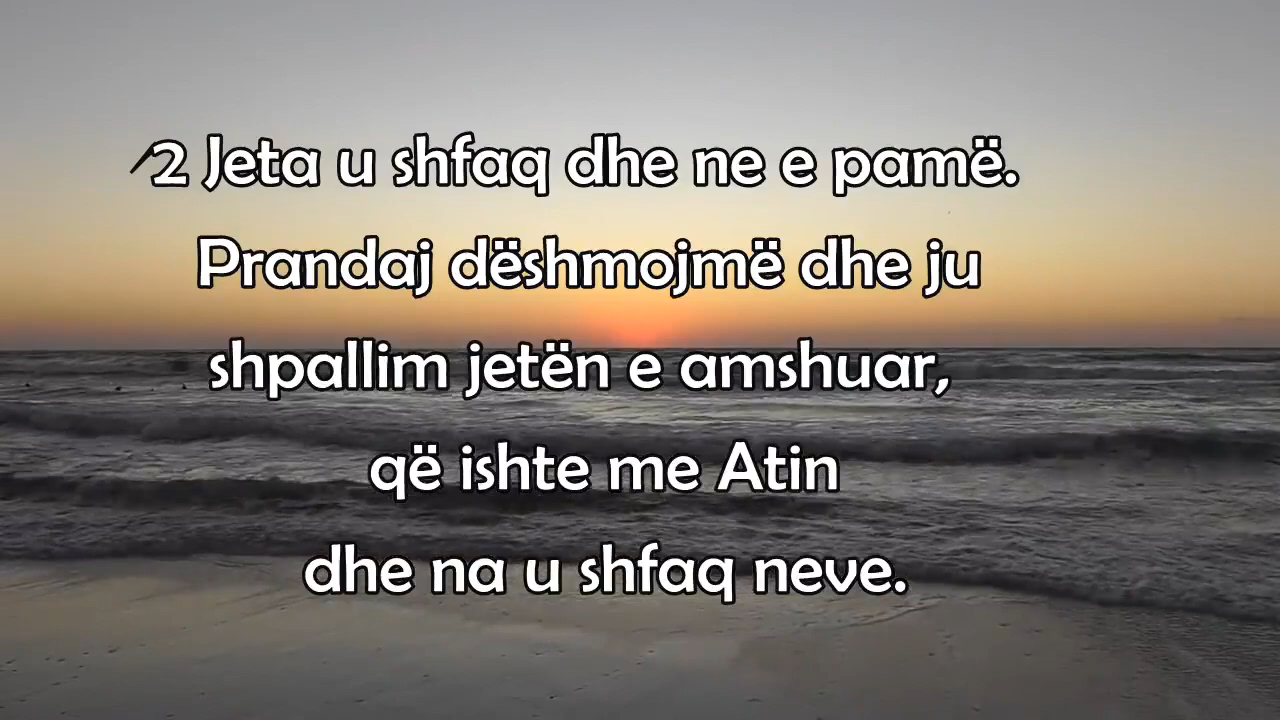 2 Jeta u shfaq dhe ne e pamë.
Prandaj dëshmojmë dhe ju
shpallim jetën e amshuar,
që ishte me Atin
dhe na u shfaq neve.